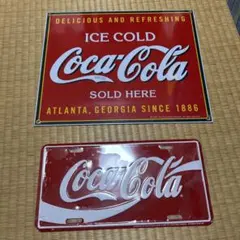 DELICIOUS AND REFRESHING
ICE COLD
Coca-Cola
SOLD HERE
ATLANTA, GEORGIA SINCE 1886
Coca-Cola